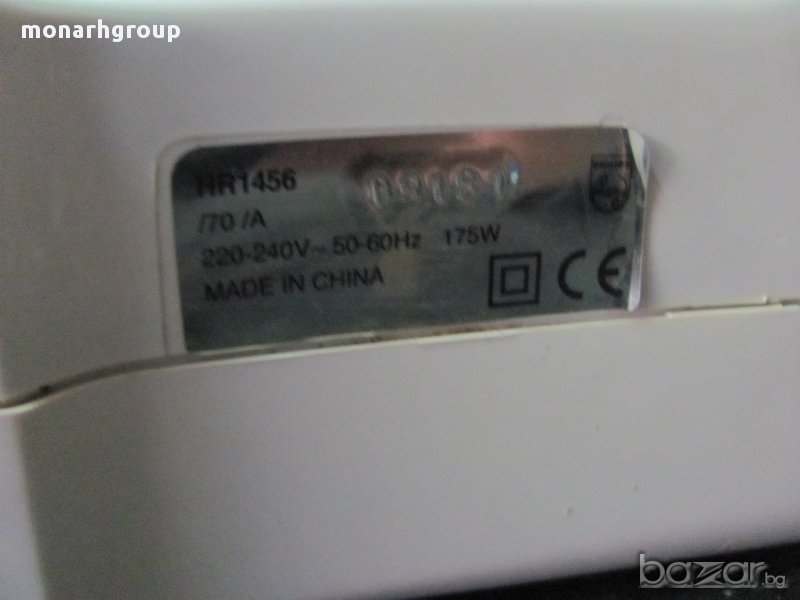 monarhgroup
HR1456
/70 /A
220-240V~50-60Hz 175W
MADE IN CHINA
CE
bazar.bg